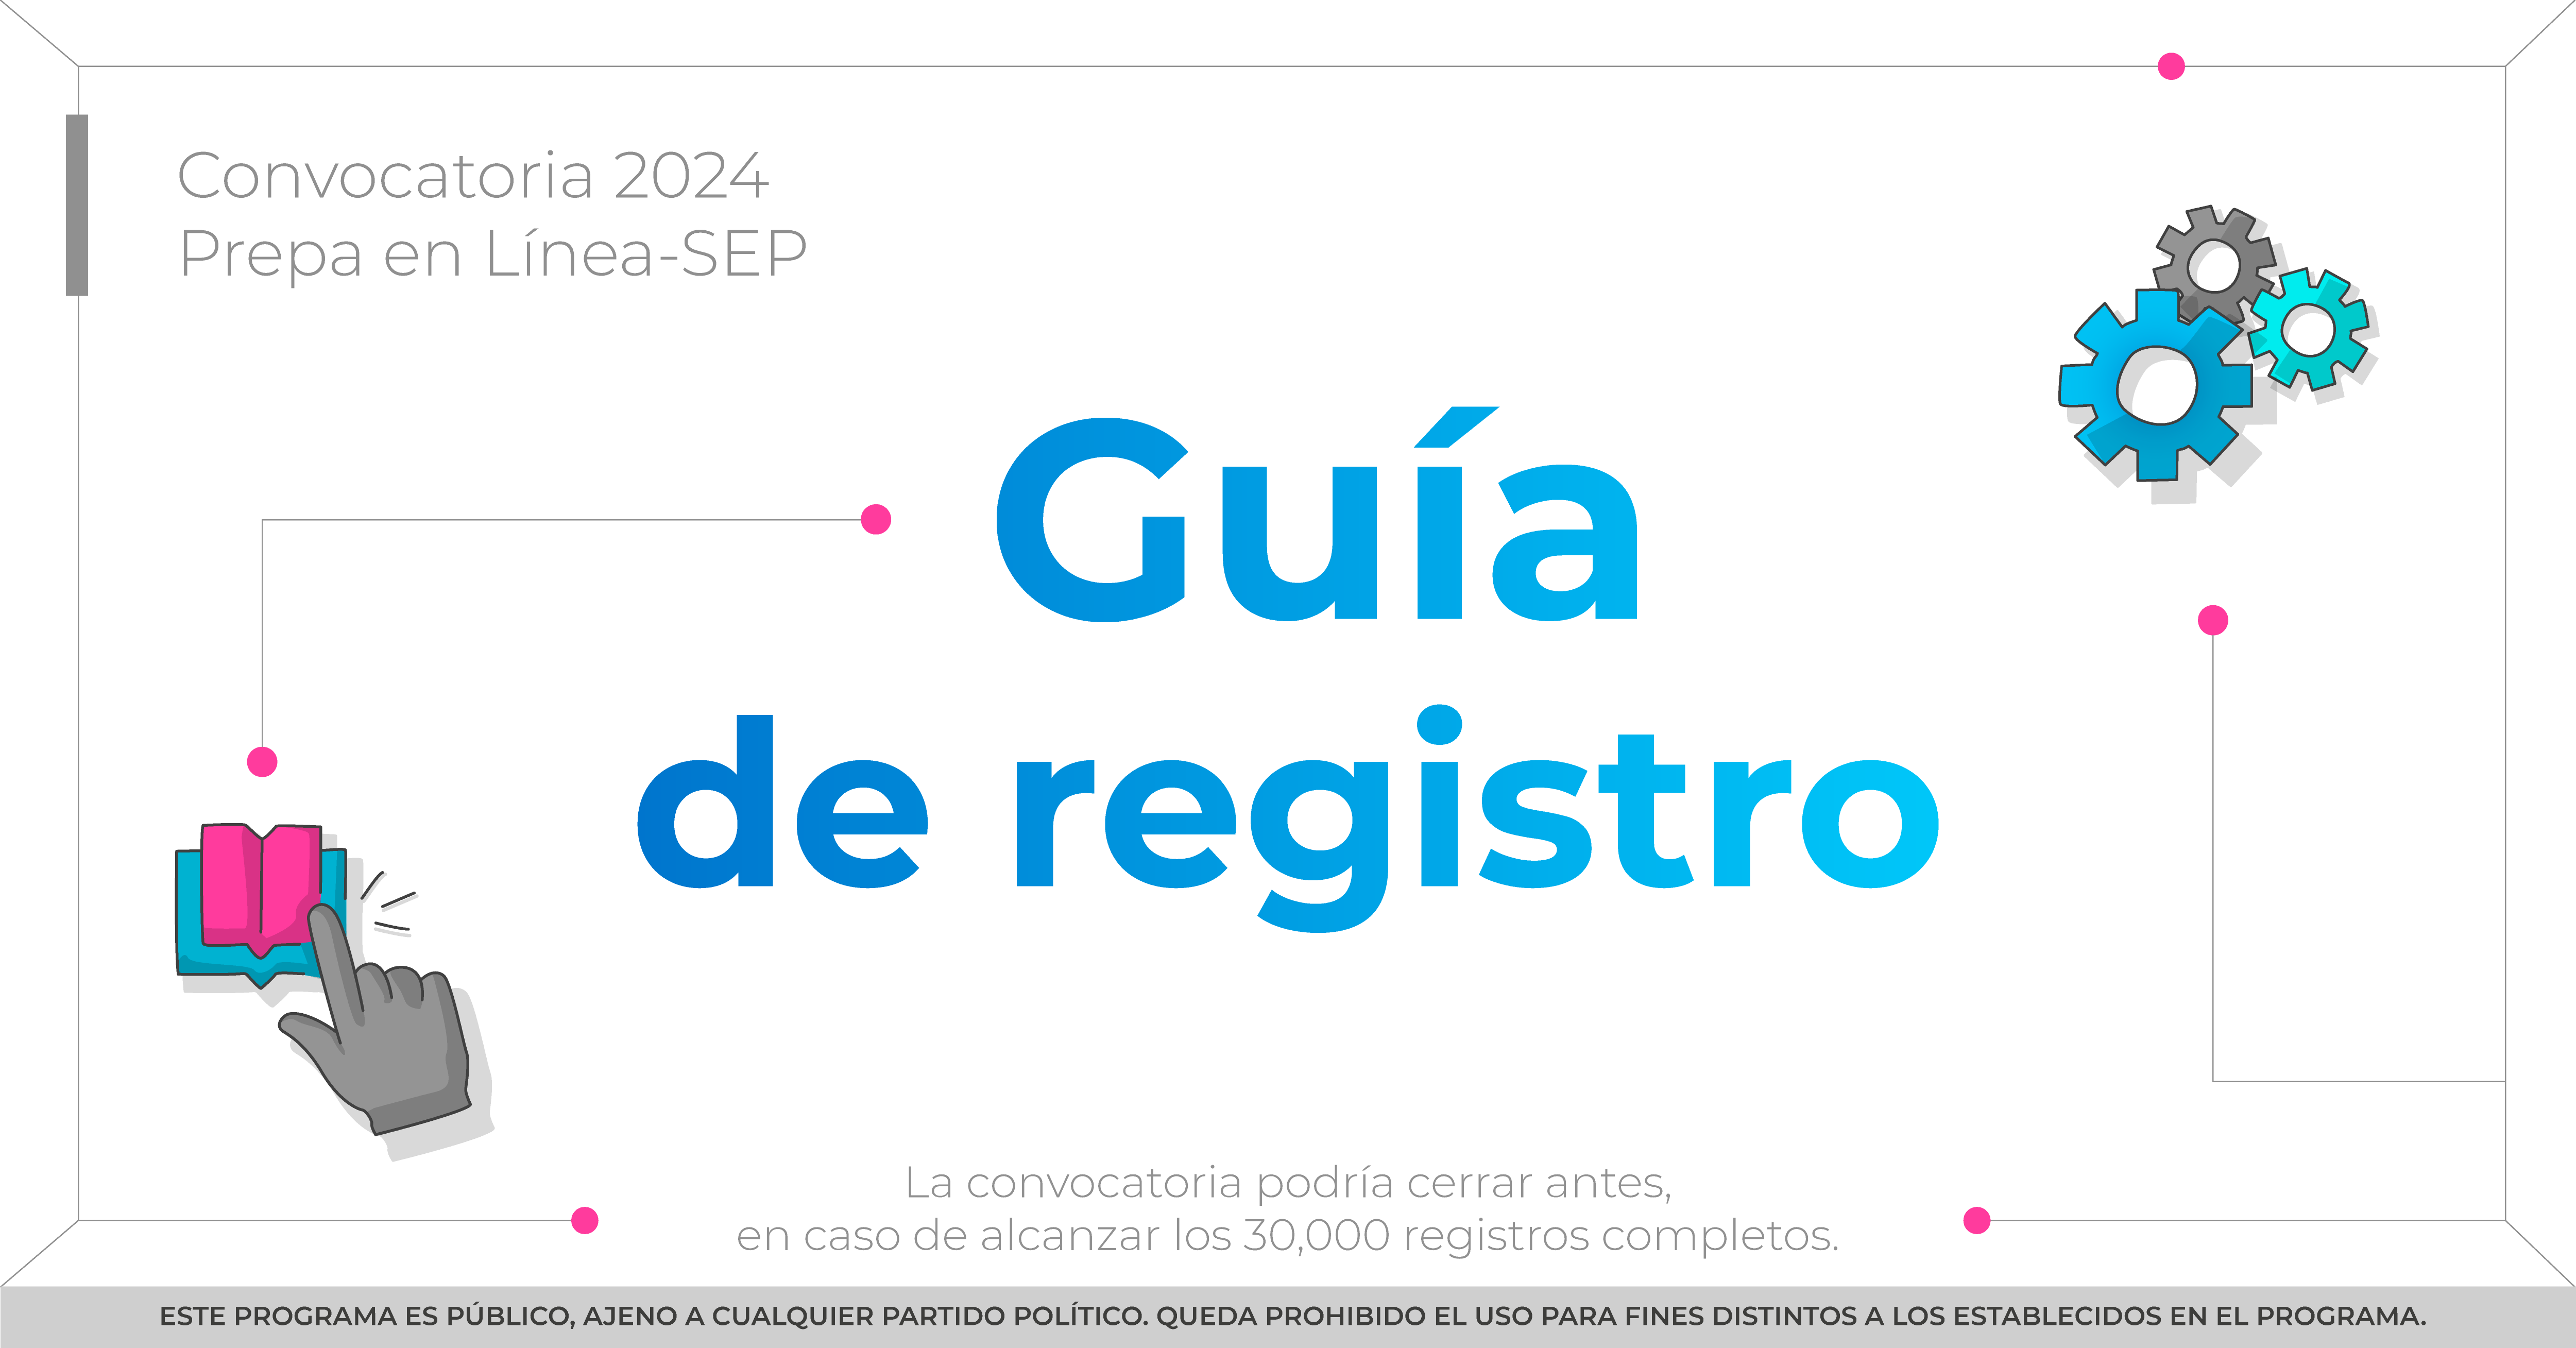 Convocatoria 2024
Prepa en Línea-SEP
Guía
de registro
La convocatoria podría cerrar antes,
en caso de alcanzar los 30,000 registros completos.
ESTE PROGRAMA ES PÚBLICO, AJENO A CUALQUIER PARTIDO POLÍTICO. QUEDA PROHIBIDO EL USO PARA FINES DISTINTOS A LOS ESTABLECIDOS EN EL PROGRAMA.